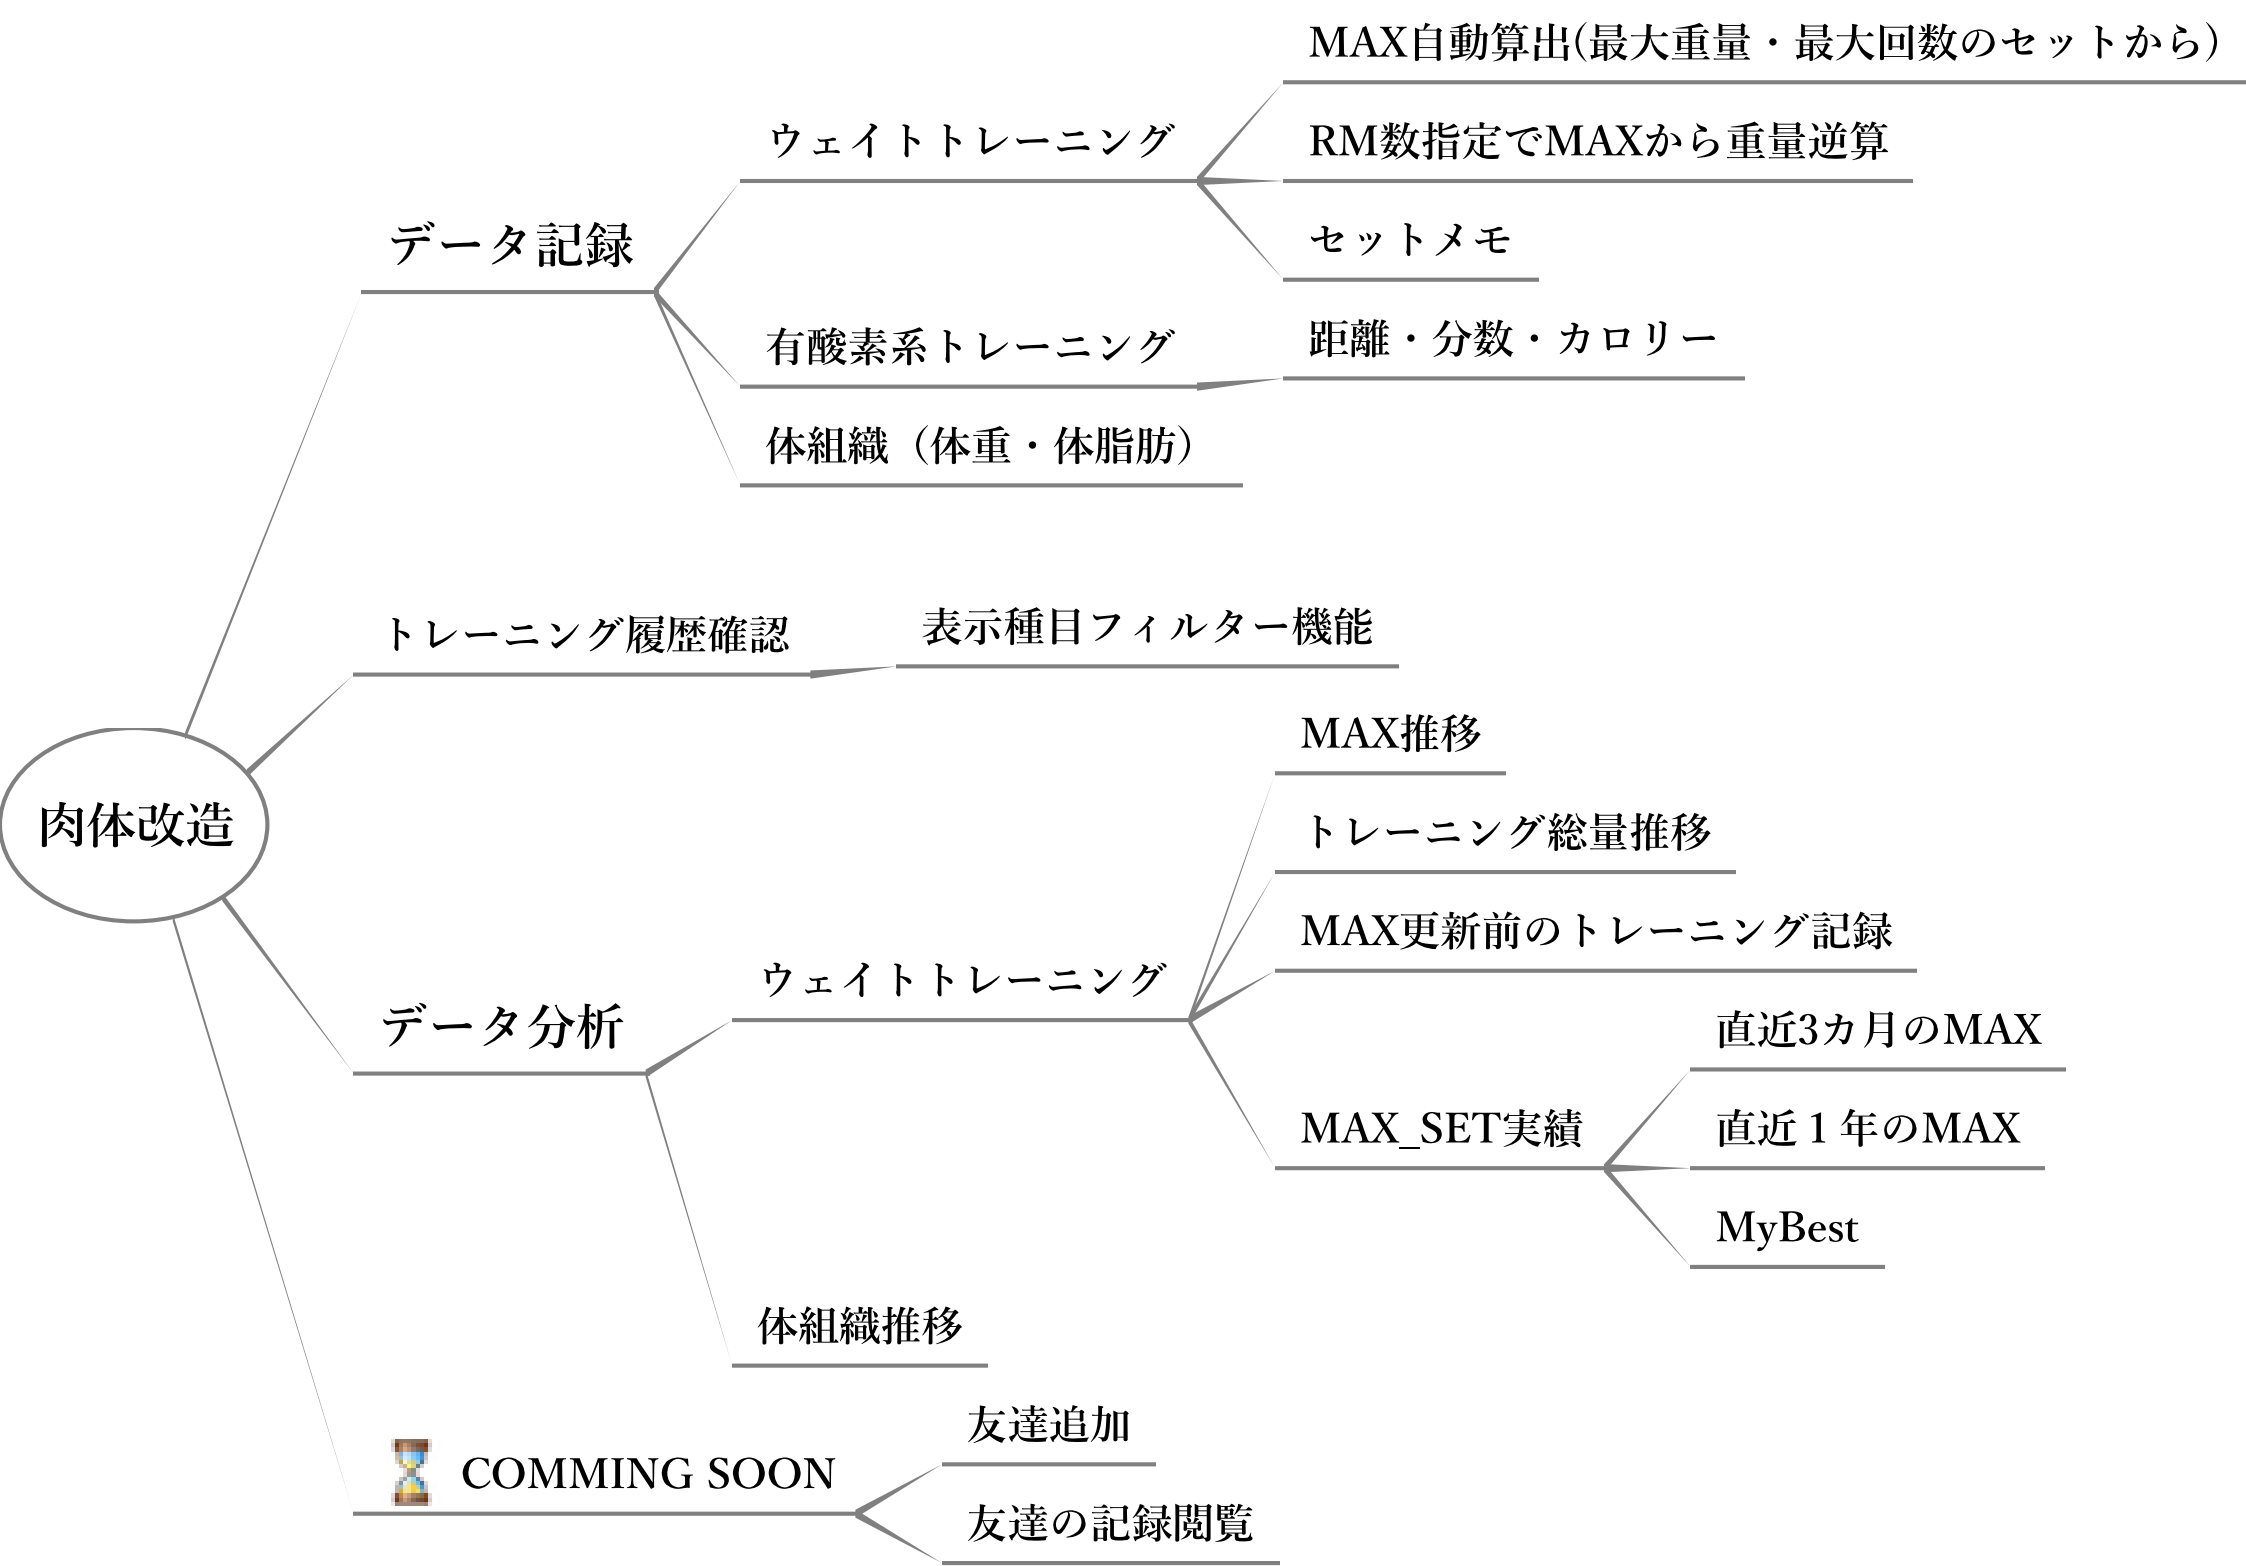 MAX自動算出(最大重量・最大回数のセットから）
ウェイトトレーニング
RM数指定でMAXから重量逆算
データ記録
セットメモ
有酸素系トレーニング
距離・分数・カロリー
体組織（体重・体脂肪）
トレーニング履歴確認
表示種目フィルター機能
肉体改造
MAX推移
トレーニング総量推移
MAX更新前のトレーニング記録
ウェイトトレーニング
データ分析
直近3カ月のMAX
MAX_SET実績
直近１年のMAX
MyBest
体組織推移
COMMING SOON
友達追加
友達の記録閲覧